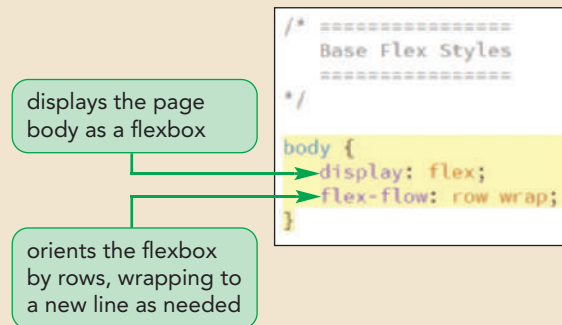 /* ================
Base Flex Styles
================
*/
displays the page
body as a flexbox
body {
display: flex;
flex-flow: row wrap;
}
orients the flexbox
by rows, wrapping to
a new line as needed